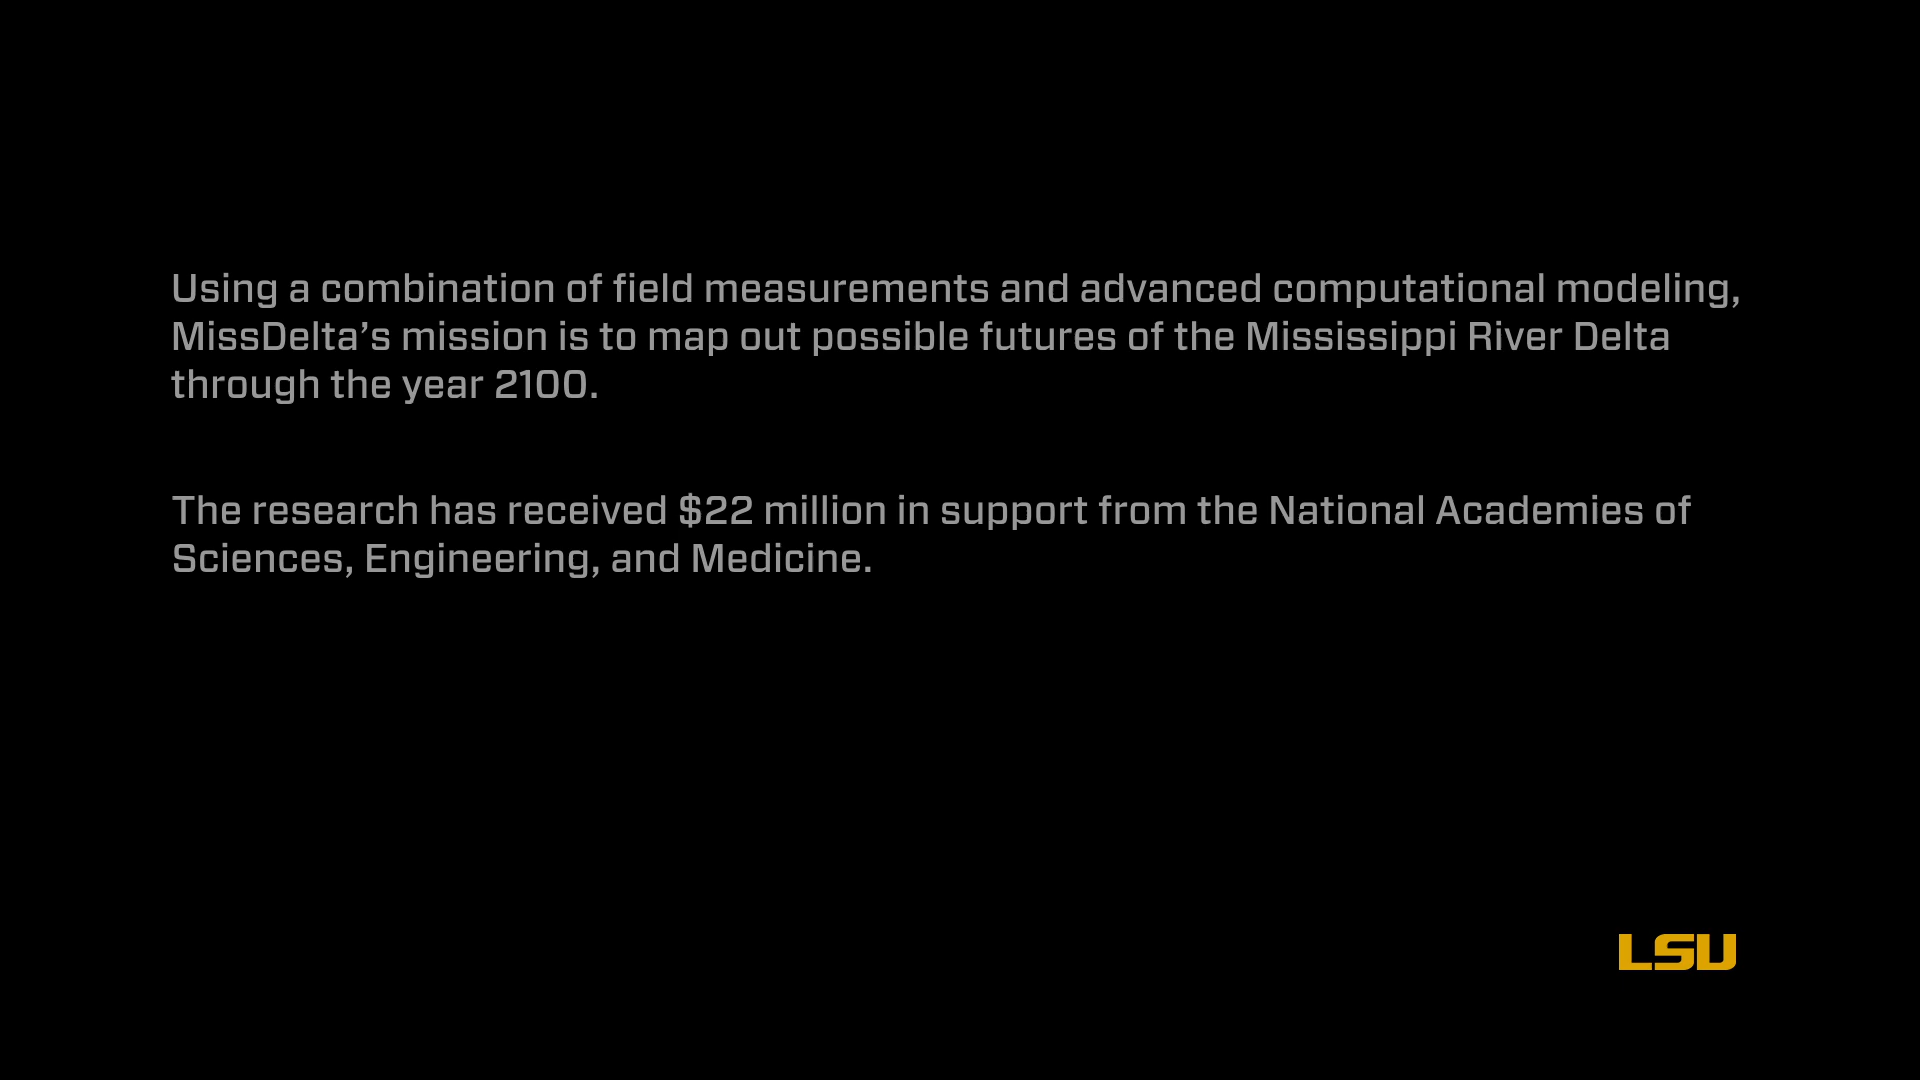 Using a combination of field measurements and advanced computational modeling,
MissDelta’s mission is to map out possible futures of the Mississippi River Delta
through the year 2100.
The research has received $22 million in support from the National Academies of
Sciences, Engineering, and Medicine.
LSU